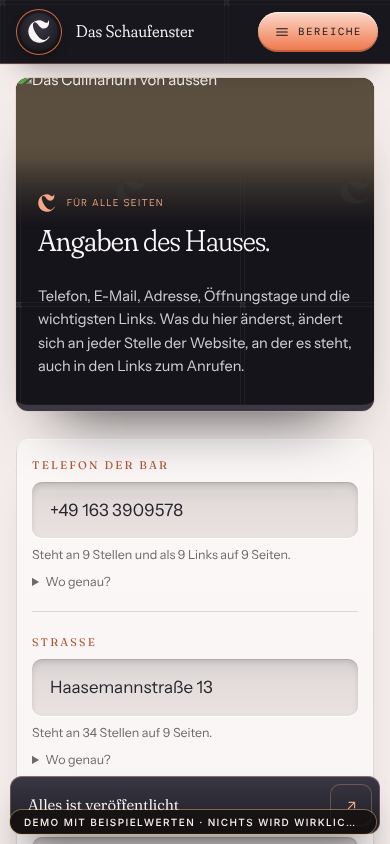 Das Schaufenster
BEREICHE
Das Culinarium von aussen
FÜR ALLE SEITEN
Angaben des Hauses.
Telefon, E-Mail, Adresse, Öffnungstage und die
wichtigsten Links. Was du hier änderst, ändert
sich an jeder Stelle der Website, an der es steht,
auch in den Links zum Anrufen.
TELEFON DER BAR
+49 163 3909578
Steht an 9 Stellen und als 9 Links auf 9 Seiten.
Wo genau?
STRASSE
Haasemannstraße 13
Steht an 34 Stellen auf 9 Seiten.
Wo genau?
Alles ist veröffentlicht
DEMO MIT BEISPIELWERTEN · NICHTS WIRD WIRKLIC...